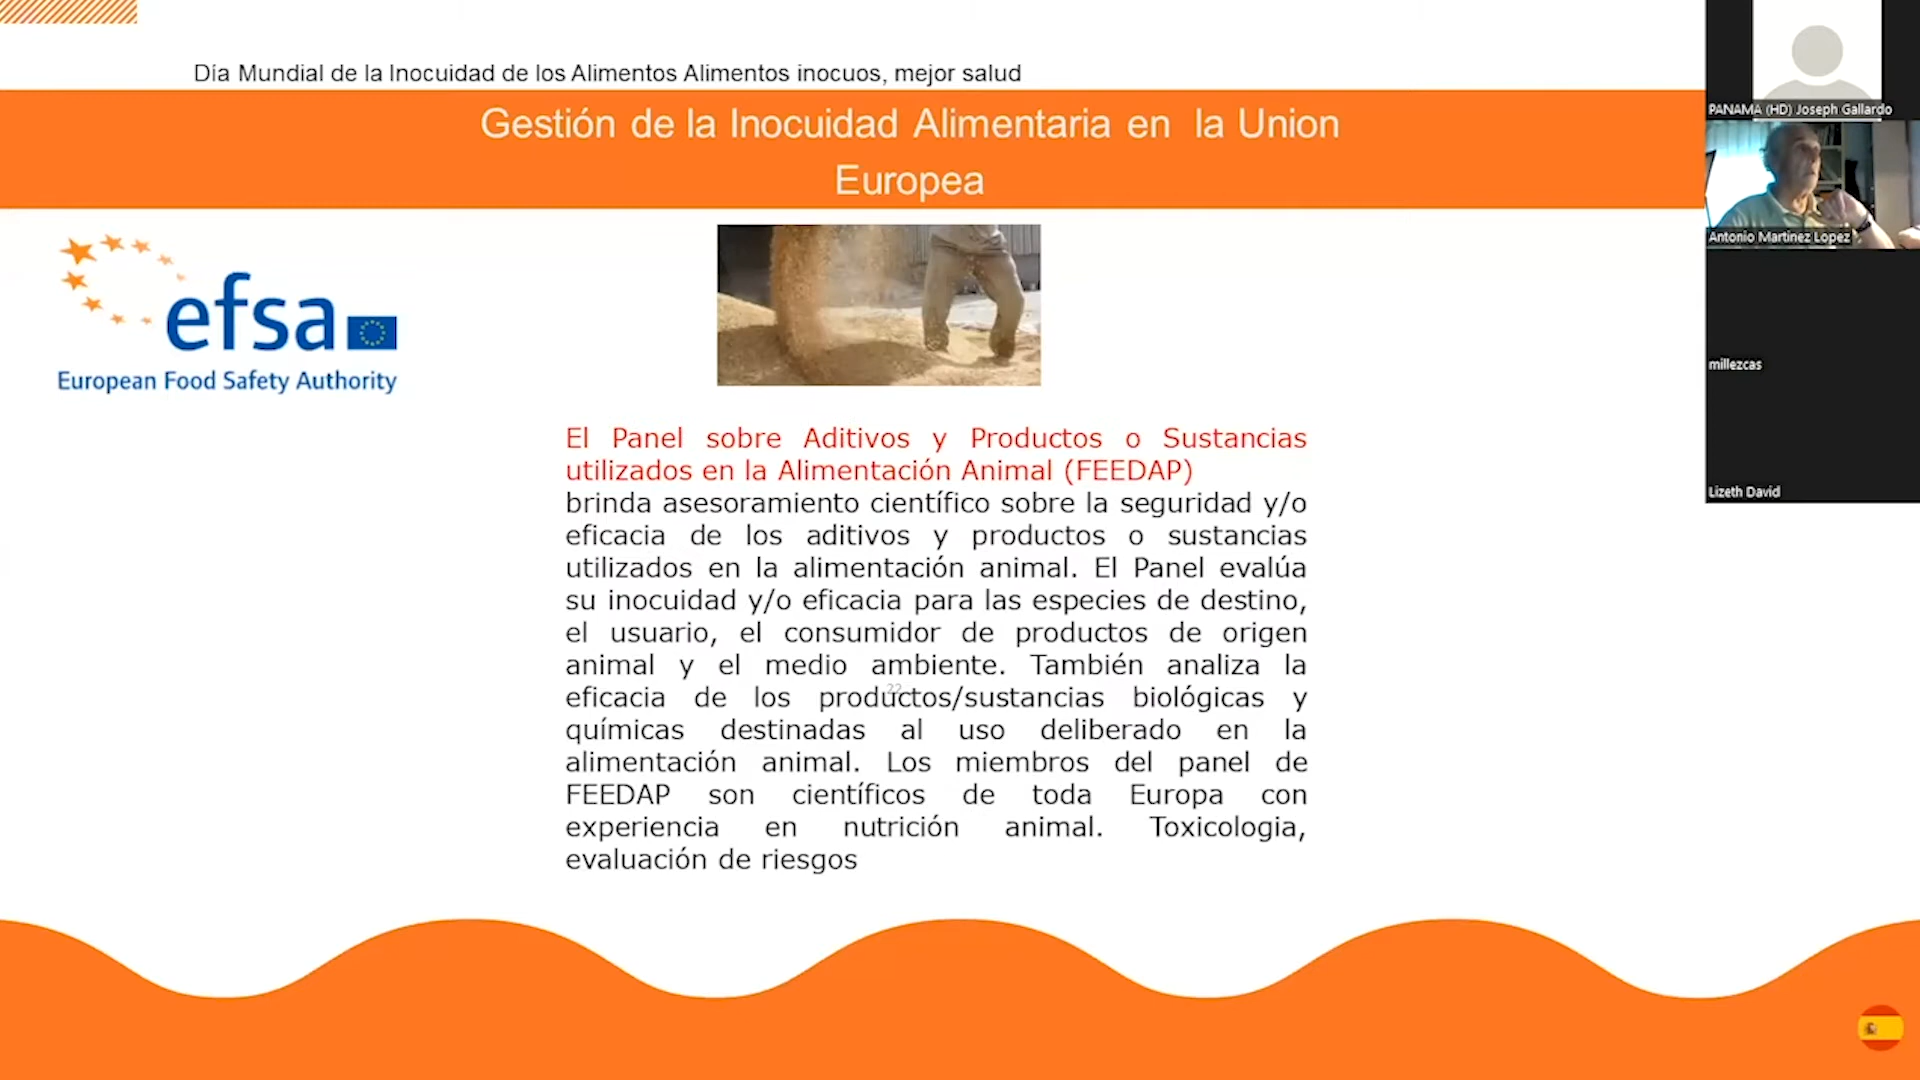 Día Mundial de la Inocuidad de los Alimentos Alimentos inocuos, mejor salud
Gestión de la Inocuidad Alimentaria en la Union
Europea
efsa
European Food Safety Authority
El Panel sobre Aditivos y Productos o Sustancias
utilizados en la Alimentación Animal (FEEDAP)
brinda asesoramiento científico sobre la seguridad y/o
eficacia de los aditivos y productos o sustancias
utilizados en la alimentación animal. El Panel evalúa
su inocuidad y/o eficacia para las especies de destino,
el usuario, el consumidor de productos de origen
animal y el medio ambiente. También analiza la
eficacia de los productos/sustancias biológicas y
químicas destinadas al uso deliberado en la
alimentación animal. Los miembros del panel de
FEEDAP son científicos de toda Europa con
experiencia en nutrición animal. Toxicologia,
evaluación de riesgos
22
PANAMA (HD) Joseph Gallardo
Antonio Martinez Lopez
millezcas
Lizeth David